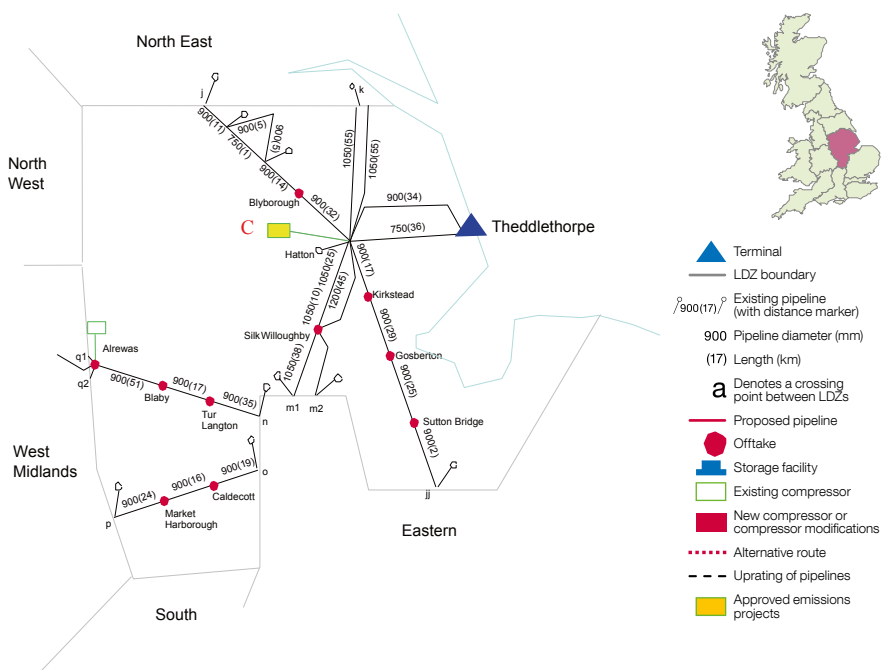 North East
j
k
900(11)
900(5)
900(5)
750(1)
1050(55)
1050(55)
North
West
900(14)
Blyborough
900(32)
900(34)
C
750(36)
Theddlethorpe
Hatton
1050(25)
900(17)
1050(10)
1200(45)
Kirkstead
Silk Willoughby
900(29)
Alrewas
q1
q2
1050(38)
Gosberton
900(51)
900(17)
900(35)
Blaby
Tur
Langton
n
m1
m2
900(25)
Sutton Bridge
900(2)
West
Midlands
900(19)
900(16)
900(24)
o
Caldecott
Market
Harborough
p
jj
Eastern
South
Terminal
LDZ boundary
900(17)
Existing pipeline
(with distance marker)
900
Pipeline diameter (mm)
(17)
Length (km)
a
Denotes a crossing
point between LDZs
Proposed pipeline
Offtake
Storage facility
Existing compressor
New compressor or
compressor modifications
Alternative route
Uprating of pipelines
Approved emissions
projects